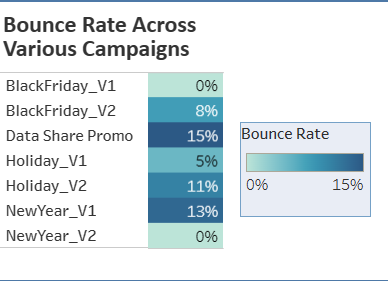 Bounce Rate Across
Various Campaigns
BlackFriday_V1 0%
BlackFriday_V2 8%
Data Share Promo 15%
Holiday_V1 5%
Holiday_V2 11%
NewYear_V1 13%
NewYear_V2 0%
Bounce Rate
0% 15%